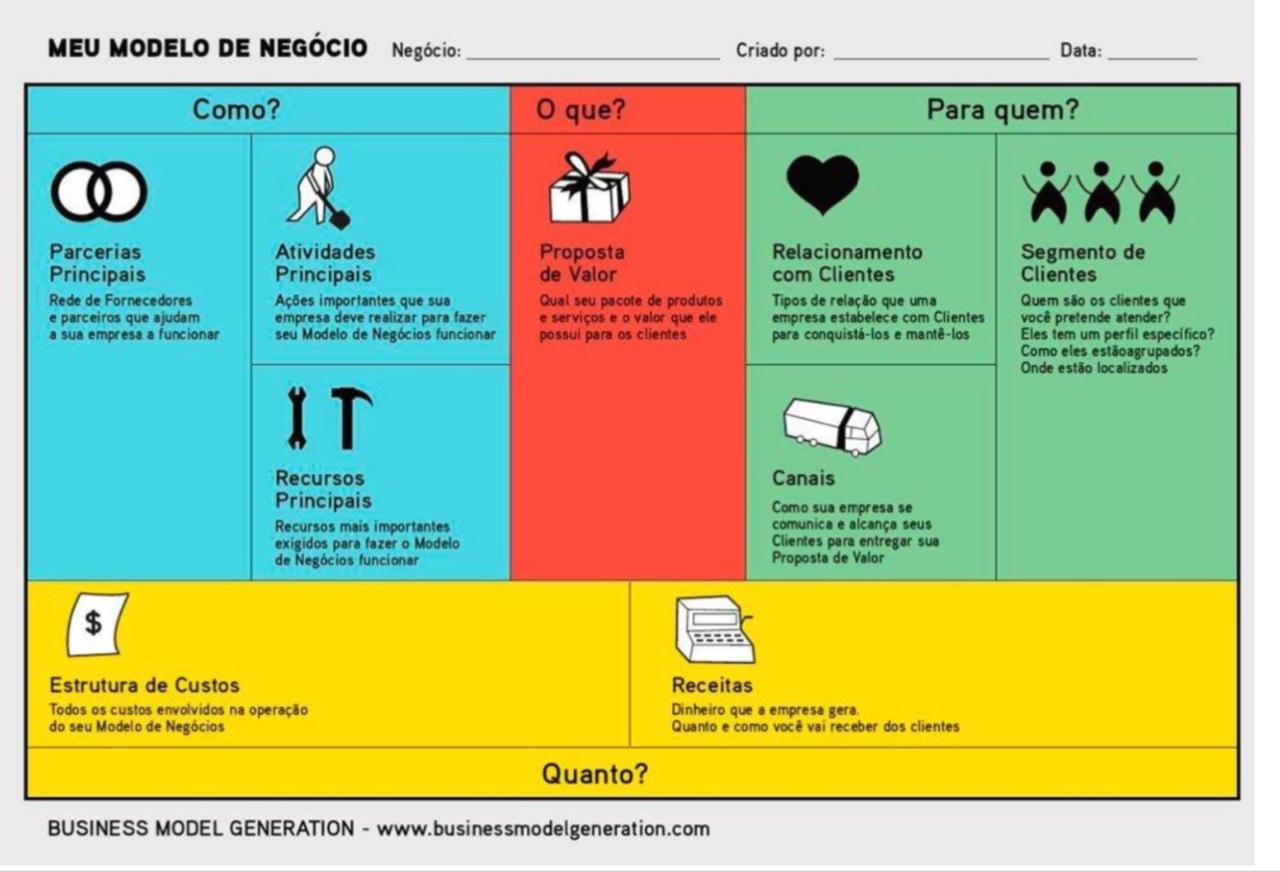 MEU MODELO DE NEGÓCIO Negócio: Criado por: Data:
Como?
O que?
Para quem?
Parcerias
Principais
Rede de Fornecedores
e parceiros que ajudam
a sua empresa a funcionar
Atividades
Principais
Ações importantes que sua
empresa deve realizar para fazer
seu Modelo de Negócios funcionar
Recursos
Principais
Recursos mais importantes
exigidos para fazer o Modelo
de Negócios funcionar
Proposta
de Valor
Qual seu pacote de produtos
e serviços e o valor que ele
possui para os clientes
Relacionamento
com Clientes
Tipos de relação que uma
empresa estabelece com Clientes
para conquistá-los e mantê-los
Canais
Como sua empresa se
comunica e alcança seus
Clientes para entregar sua
Proposta de Valor
Segmento de
Clientes
Quem são os clientes que
você pretende atender?
Eles tem um perfil específico?
Como eles estãoagrupados?
Onde estão localizados
$
Estrutura de Custos
Todos os custos envolvidos na operação
do seu Modelo de Negócios
Receitas
Dinheiro que a empresa gera.
Quanto e como você vai receber dos clientes
Quanto?
BUSINESS MODEL GENERATION - www.businessmodelgeneration.com